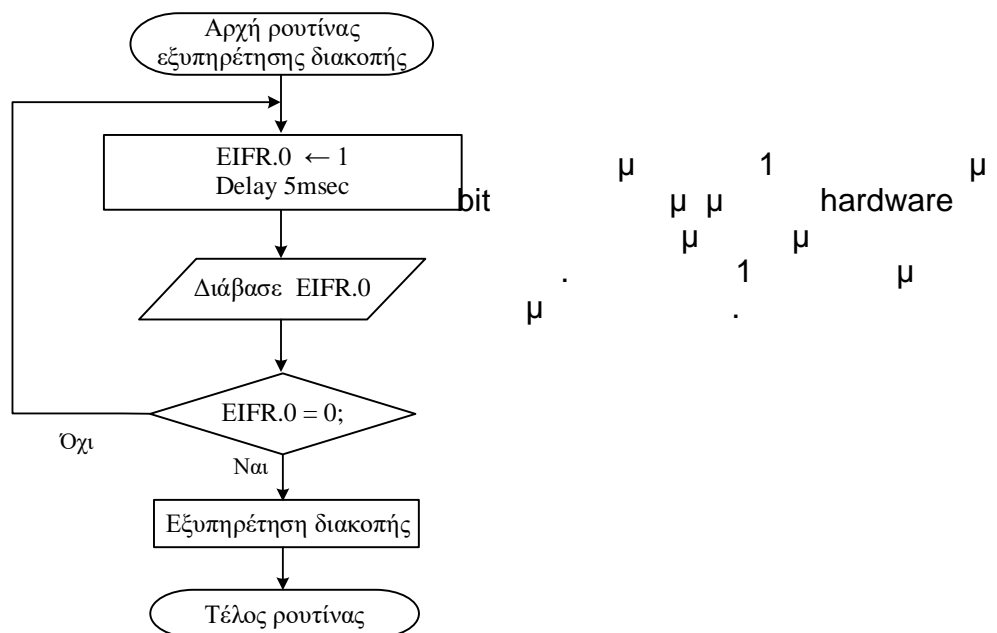 Αρχή ρουτίνας
εξυπηρέτησης διακοπής
EIFR.0 ← 1
Delay 5msec
μ 1 μ
bit μ μ hardware
μ μ
. 1 μ
μ .
Διάβασε EIFR.0
EIFR.0 = 0;
Όχι
Ναι
Εξυπηρέτηση διακοπής
Τέλος ρουτίνας